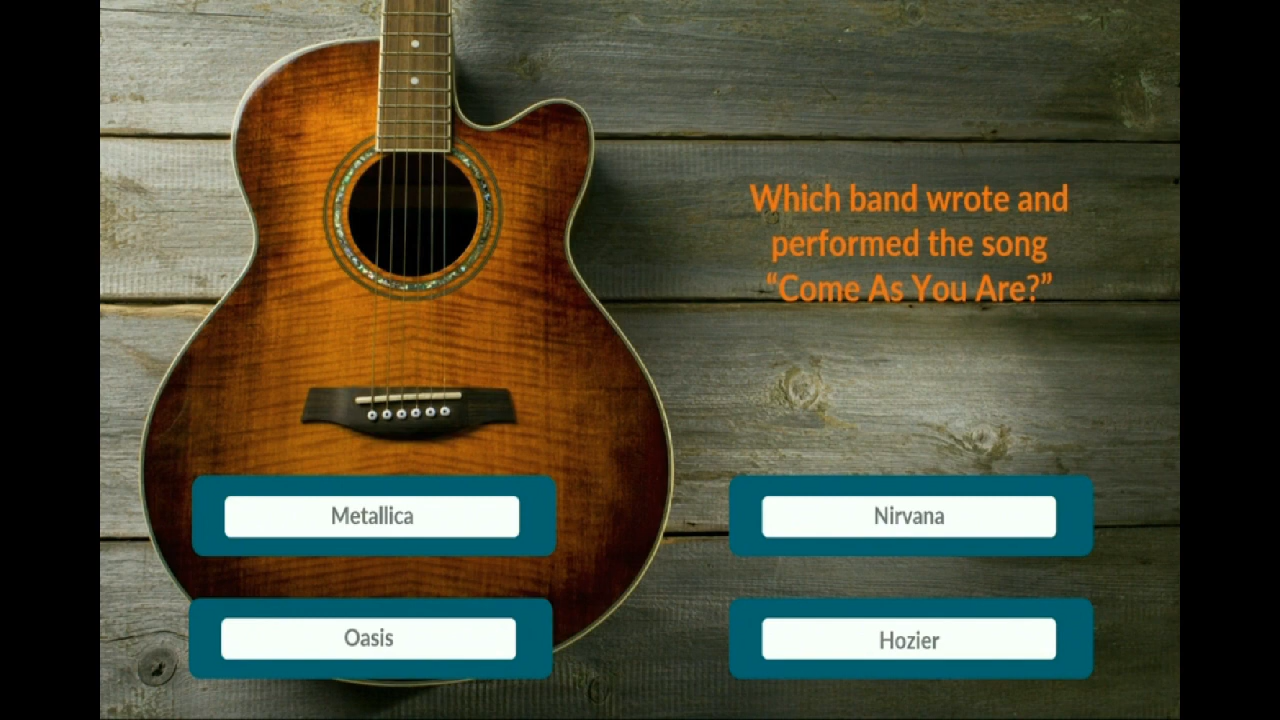 Which band wrote and
performed the song
“Come As You Are?”
Metallica
Nirvana
Oasis
Hozier